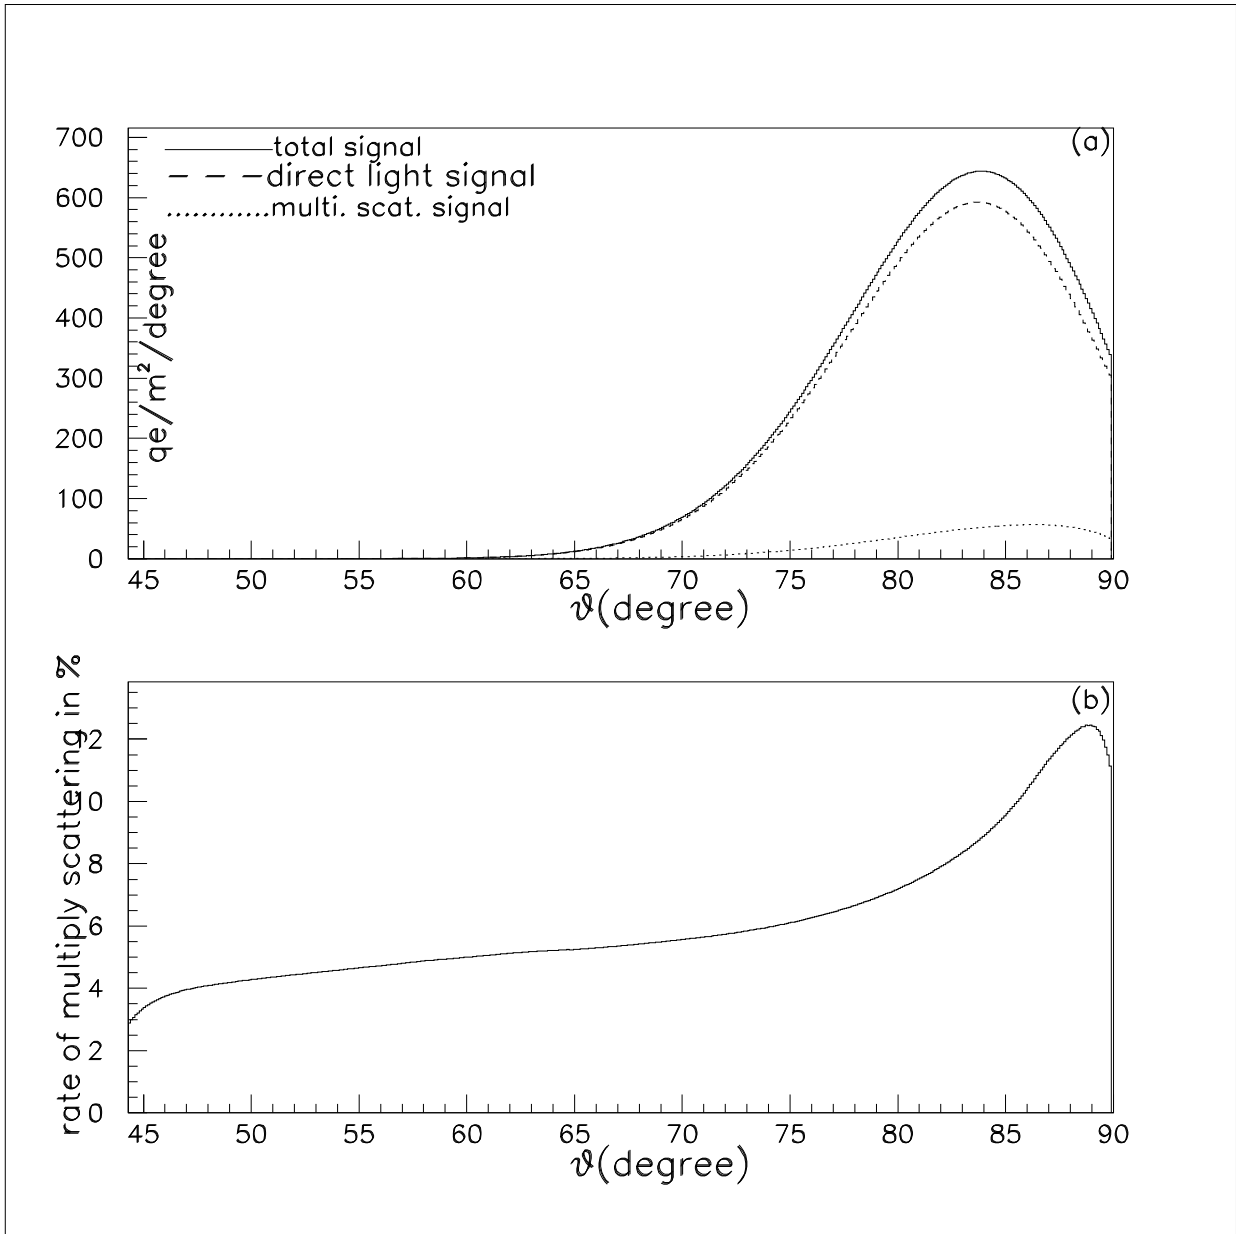 (a)
total signal
direct light signal
multi. scat. signal
700
600
500
400
300
200
100
0
qe/m²/degree
45 50 55 60 65 70 75 80 85 90
ϑ(degree)
(b)
12
10
8
6
4
2
0
rate of multiply scattering in %
45 50 55 60 65 70 75 80 85 90
ϑ(degree)